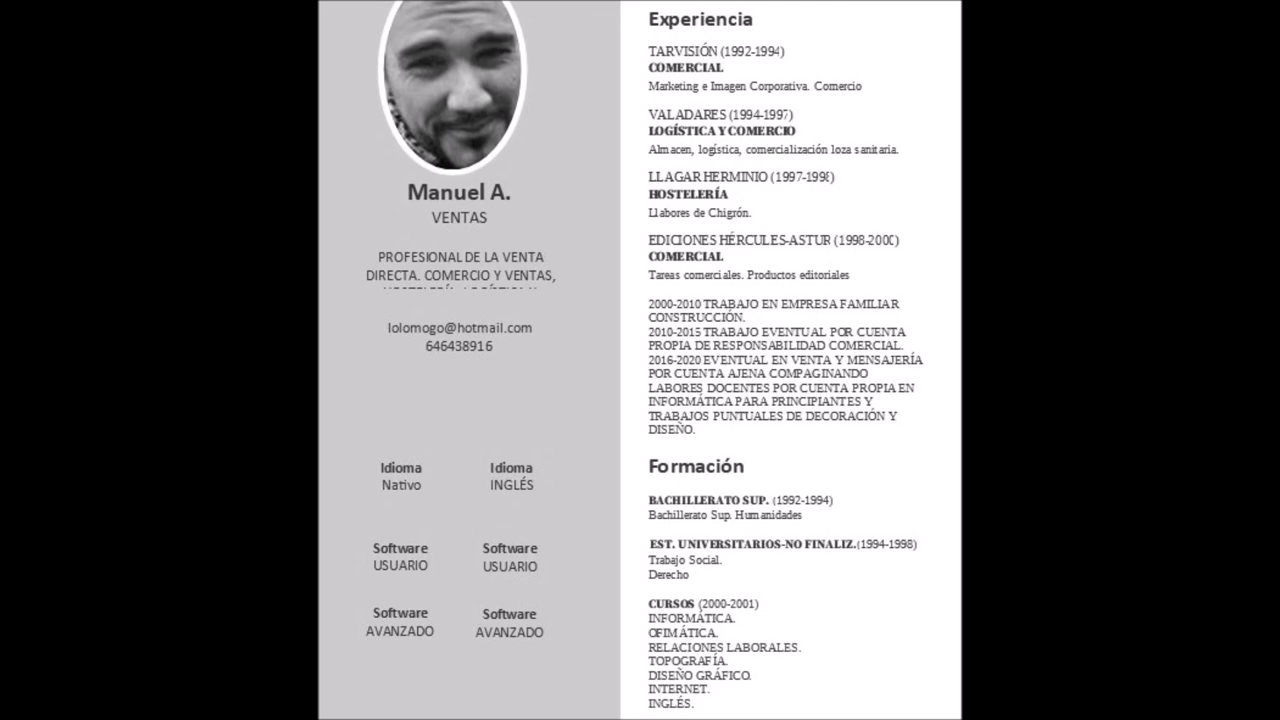 Manuel A.
VENTAS
PROFESIONAL DE LA VENTA
DIRECTA. COMERCIO Y VENTAS,
lolomogo@hotmail.com
646438916
Idioma
Nativo
Idioma
INGLÉS
Software
USUARIO
Software
USUARIO
Software
AVANZADO
Software
AVANZADO
Experiencia
TARVISIÓN (1992-1994)
COMERCIAL
Marketing e Imagen Corporativa. Comercio
VALADARES (1994-1997)
LOGÍSTICA Y COMERCIO
Almacen, logística, comercialización loza sanitaria.
LLAGAR HERMINIO (1997-1998)
HOSTELERÍA
Llabores de Chigrón.
EDICIONES HÉRCULES-ASTUR (1998-2000)
COMERCIAL
Tareas comerciales. Productos editoriales
2000-2010 TRABAJO EN EMPRESA FAMILIAR
CONSTRUCCIÓN.
2010-2015 TRABAJO EVENTUAL POR CUENTA
PROPIA DE RESPONSABILIDAD COMERCIAL.
2016-2020 EVENTUAL EN VENTA Y MENSAJERÍA
POR CUENTA AJENA COMPAGINANDO
LABORES DOCENTES POR CUENTA PROPIA EN
INFORMÁTICA PARA PRINCIPIANTES Y
TRABAJOS PUNTUALES DE DECORACIÓN Y
DISEÑO.
Formación
BACHILLERATO SUP. (1992-1994)
Bachillerato Sup. Humanidades
EST. UNIVERSITARIOS-NO FINALIZ.(1994-1998)
Trabajo Social.
Derecho
CURSOS (2000-2001)
INFORMÁTICA.
OFIMÁTICA.
RELACIONES LABORALES.
TOPOGRAFÍA.
DISEÑO GRÁFICO.
INTERNET.
INGLÉS.